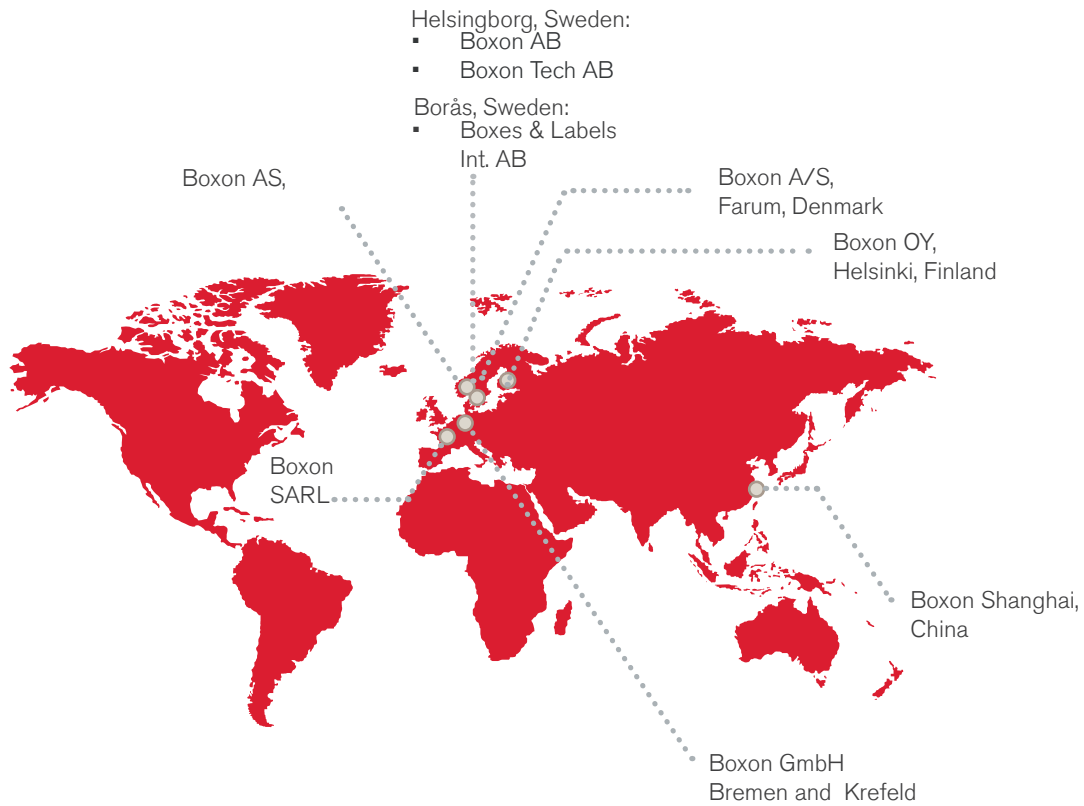 Helsingborg, Sweden:
▪ Boxon AB
▪ Boxon Tech AB
Borås, Sweden:
▪ Boxes & Labels
Int. AB
Boxon AS,
Boxon A/S,
Farum, Denmark
Boxon OY,
Helsinki, Finland
Boxon
SARL
Boxon Shanghai,
China
Boxon GmbH
Bremen and Krefeld